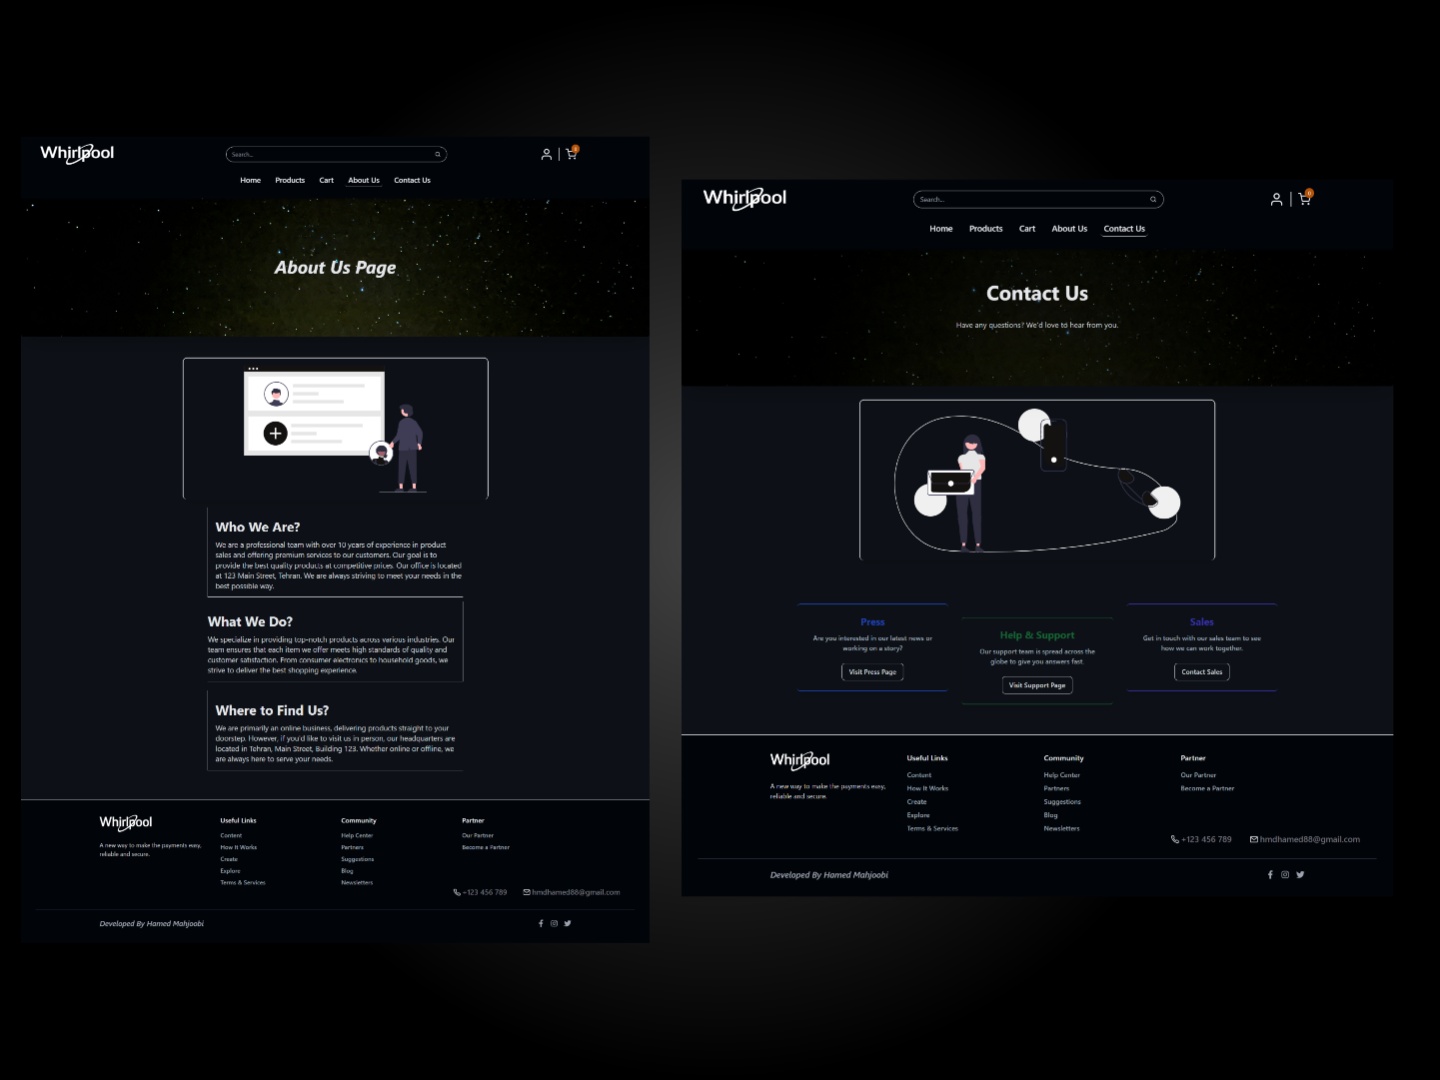 Whirlpool
Search...
Home Products Cart About Us Contact Us
About Us Page
Who We Are?
We are a professional team with over 10 years of experience in product
sales and offering premium services to our customers. Our goal is to
provide the best quality products at competitive prices. Our office is located
at 123 Main Street, Tehran. We are always striving to meet your needs in the
best possible way.
What We Do?
We specialize in providing top-notch products across various industries. Our
team ensures that each item we offer meets high standards of quality and
customer satisfaction. From consumer electronics to household goods, we
strive to deliver the best shopping experience.
Where to Find Us?
We are primarily an online business, delivering products straight to your
doorstep. However, if you'd like to visit us in person, our headquarters are
located in Tehran, Main Street, Building 123. Whether online or offline, we
are always here to serve your needs.
Whirlpool
A new way to make the payments easy,
reliable and secure.
Useful Links
Content
How It Works
Create
Explore
Terms & Services
Community
Help Center
Partners
Suggestions
Blog
Newsletters
Partner
Our Partner
Become a Partner
+123 456 789
hmdhamed88@gmail.com
Developed By Hamed Mahjoobi
Whirlpool
Search...
0
Home Products Cart About Us Contact Us
Contact Us
Have any questions? We'd love to hear from you.
Press
Are you interested in our latest news or
working on a story?
Visit Press Page
Help & Support
Our support team is spread across the
globe to give you answers fast.
Visit Support Page
Sales
Get in touch with our sales team to see
how we can work together.
Contact Sales
Whirlpool
A new way to make the payments easy,
reliable and secure.
Useful Links
Content
How It Works
Create
Explore
Terms & Services
Community
Help Center
Partners
Suggestions
Blog
Newsletters
Partner
Our Partner
Become a Partner
+123 456 789
hmdhamed88@gmail.com
Developed By Hamed Mahjoobi